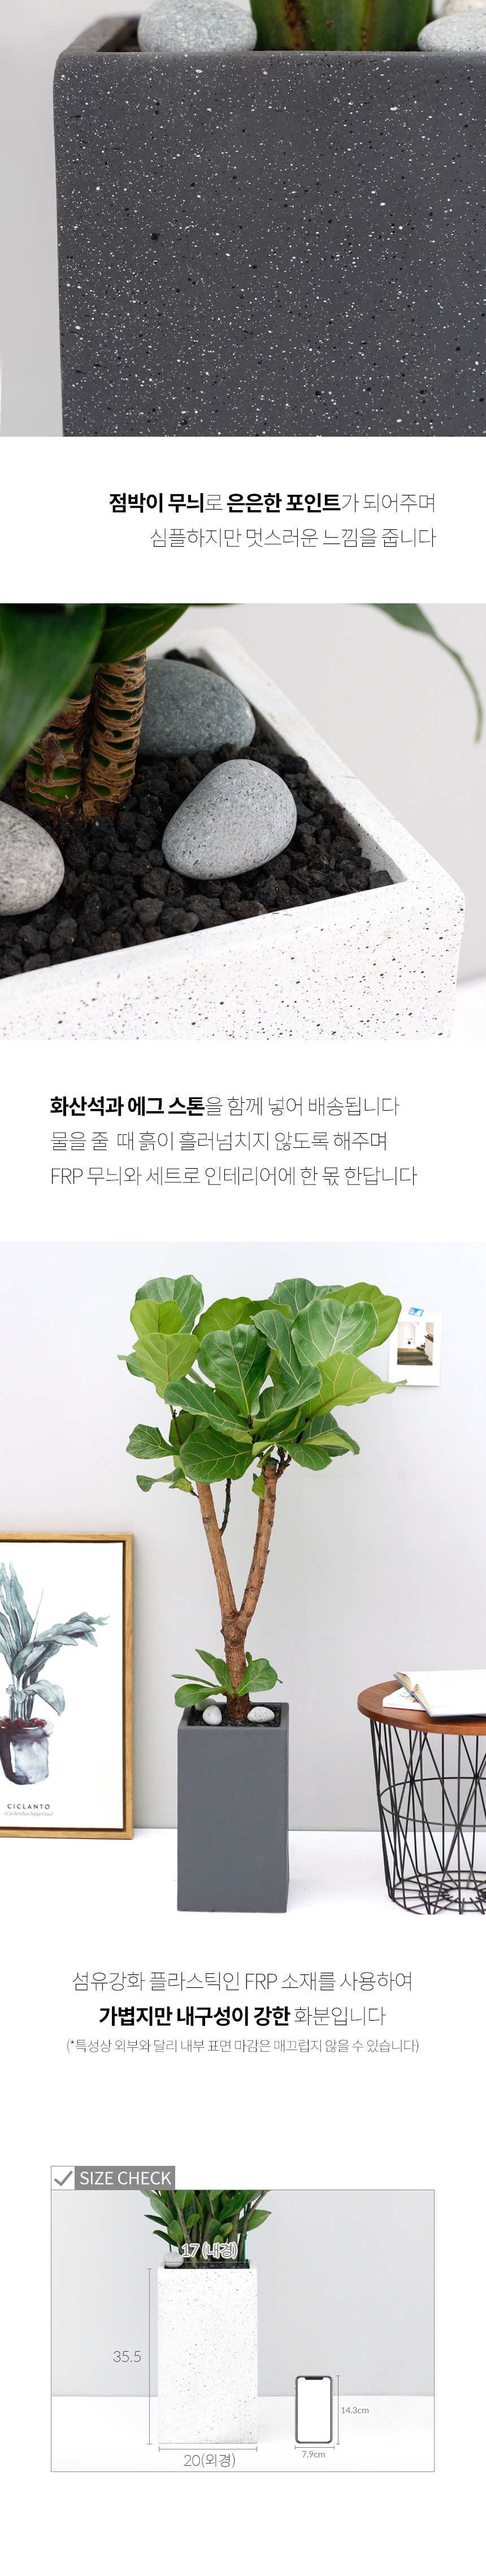 점박이 무늬로 은은한 포인트가 되어주며
심플하지만 멋스러운 느낌을 줍니다
화산석과 에그 스톤을 함께 넣어 배송됩니다
물을 줄 때 흙이 흘러넘치지 않도록 해주며
FRP 무늬와 세트로 인테리어에 한 몫 한답니다
CICLANTO
섬유강화 플라스틱인 FRP 소재를 사용하여
가볍지만 내구성이 강한 화분입니다
(*특성상 외부와 달리 내부 표면 마감은 매끄럽지 않을 수 있습니다)
SIZE CHECK
17 (내경)
35.5
14.3cm
7.9cm
20(외경)